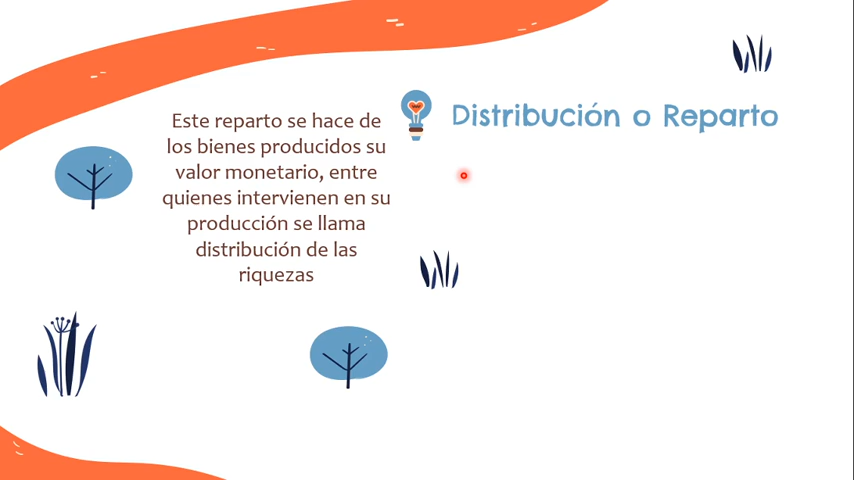 Distribución o Reparto
Este reparto se hace de
los bienes producidos su
valor monetario, entre
quienes intervienen en su
producción se llama
distribución de las
riquezas